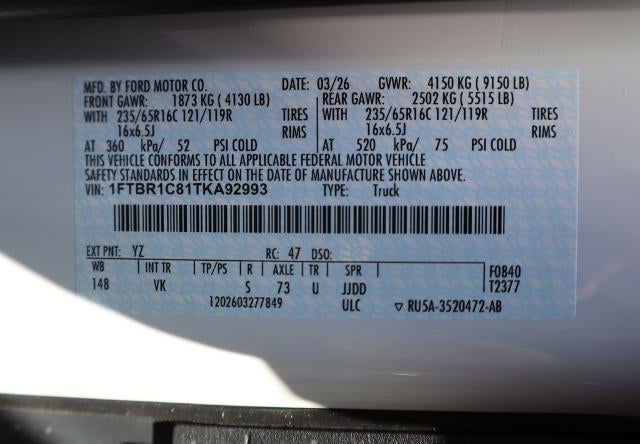 MFD. BY FORD MOTOR CO. DATE: 03/26 GVWR: 4150 KG ( 9150 LB)
FRONT GAWR: 1873 KG ( 4130 LB) REAR GAWR: 2502 KG ( 5515 LB)
WITH 235/65R16C 121/119R TIRES WITH 235/65R16C 121/119R TIRES
16x6.5J RIMS 16x6.5J RIMS
AT 360 kPa/ 52 PSI COLD AT 520 kPa/ 75 PSI COLD
THIS VEHICLE CONFORMS TO ALL APPLICABLE FEDERAL MOTOR VEHICLE
SAFETY STANDARDS IN EFFECT ON THE DATE OF MANUFACTURE SHOWN ABOVE.
VIN: 1FTBR1C81TKA92993 TYPE: Truck
EXT PNT: YZ RC: 47 DSO:
WB INT TR TP/PS R AXLE TR SPR F0840
148 VK S 73 U JJDD T2377
1202603277849 ULC ▽ RU5A-3520472-AB